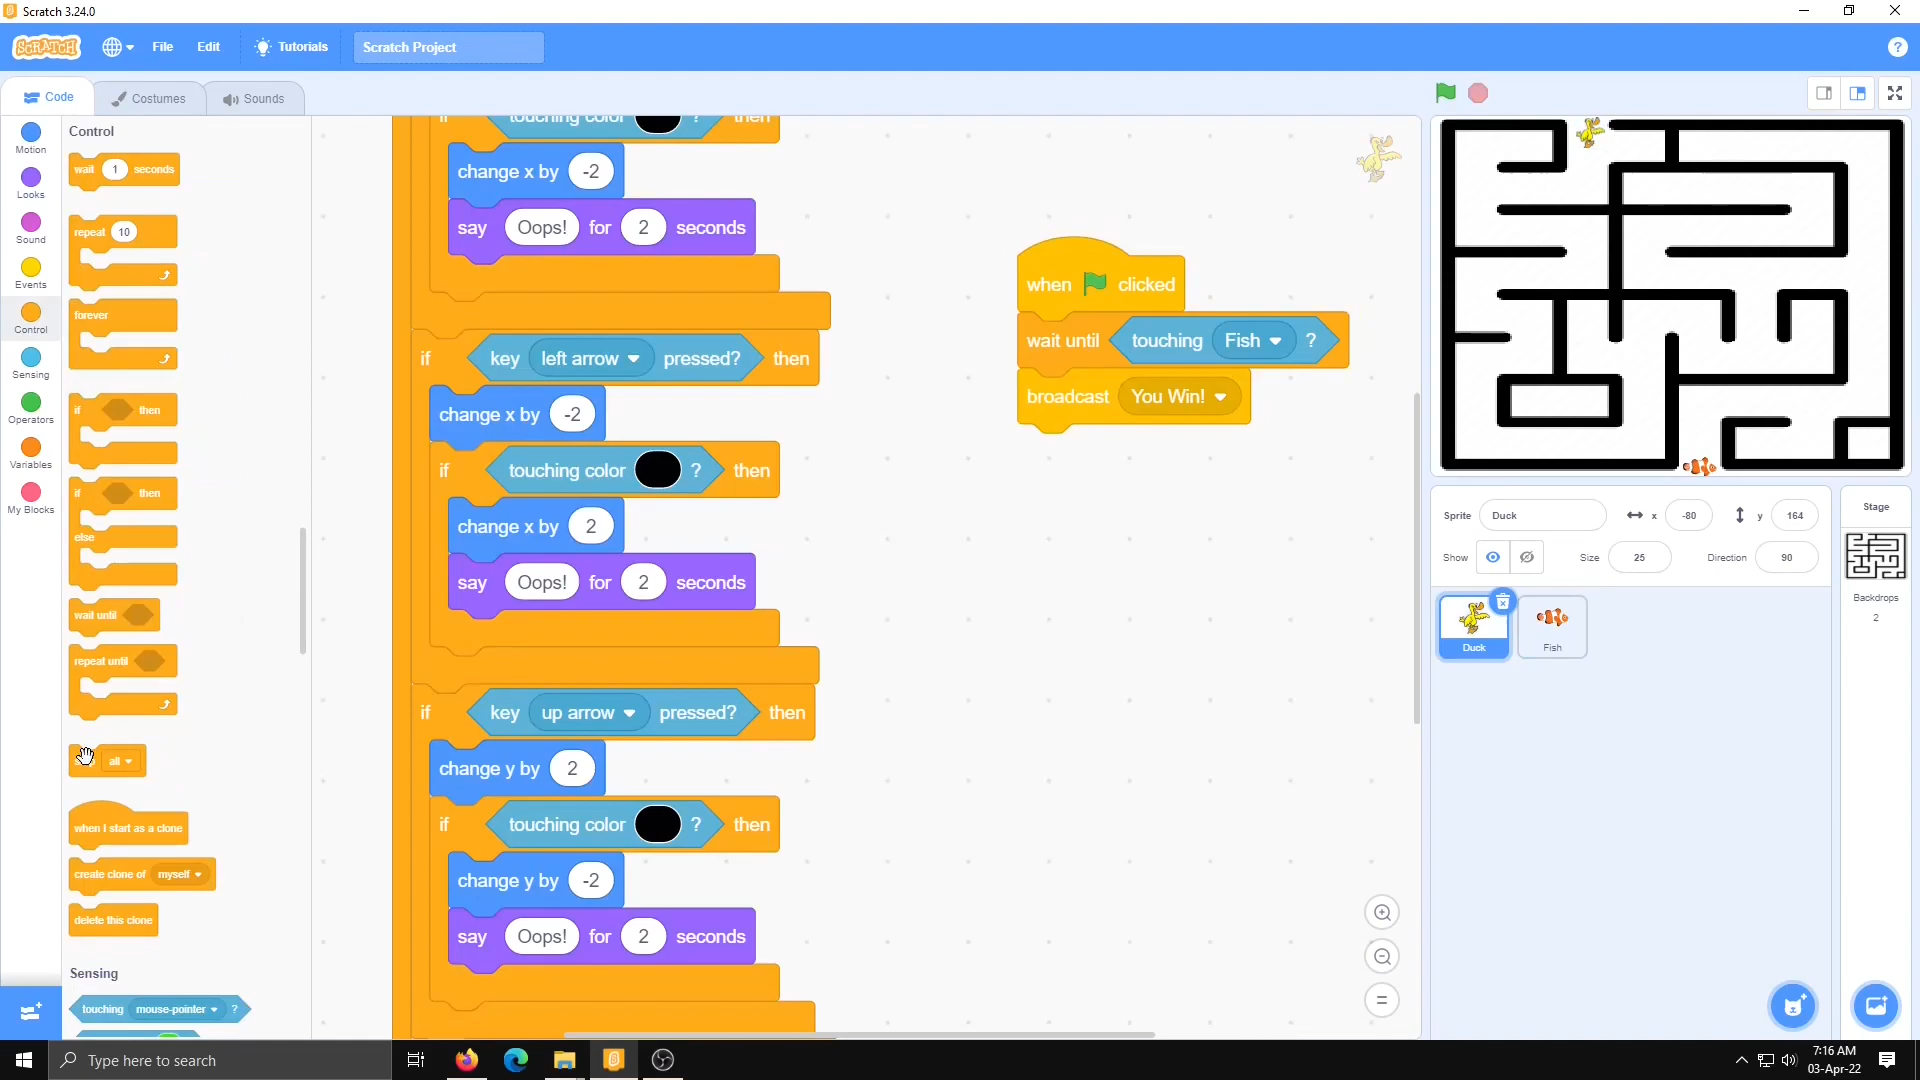 Scratch 3.24.0
SCRATCH
File
Edit
Tutorials
Scratch Project
?
Code
Costumes
Sounds
Motion
Looks
Sound
Events
Control
Sensing
Operators
Variables
My Blocks
Control
wait 1 seconds
repeat 10
forever
if then
if then
else
wait until
repeat until
all
when I start as a clone
create clone of myself
delete this clone
Sensing
touching mouse-pointer ?
if touching color ? then
change x by -2
say Oops! for 2 seconds
if key left arrow pressed? then
change x by -2
if touching color ? then
change x by 2
say Oops! for 2 seconds
if key up arrow pressed? then
change y by 2
if touching color ? then
change y by -2
say Oops! for 2 seconds
when clicked
wait until touching Fish ?
broadcast You Win!
Sprite Duck x -80 y 164
Show Size 25 Direction 90
Duck
Fish
Stage
Backdrops
2
Type here to search
7:16 AM
03-Apr-22